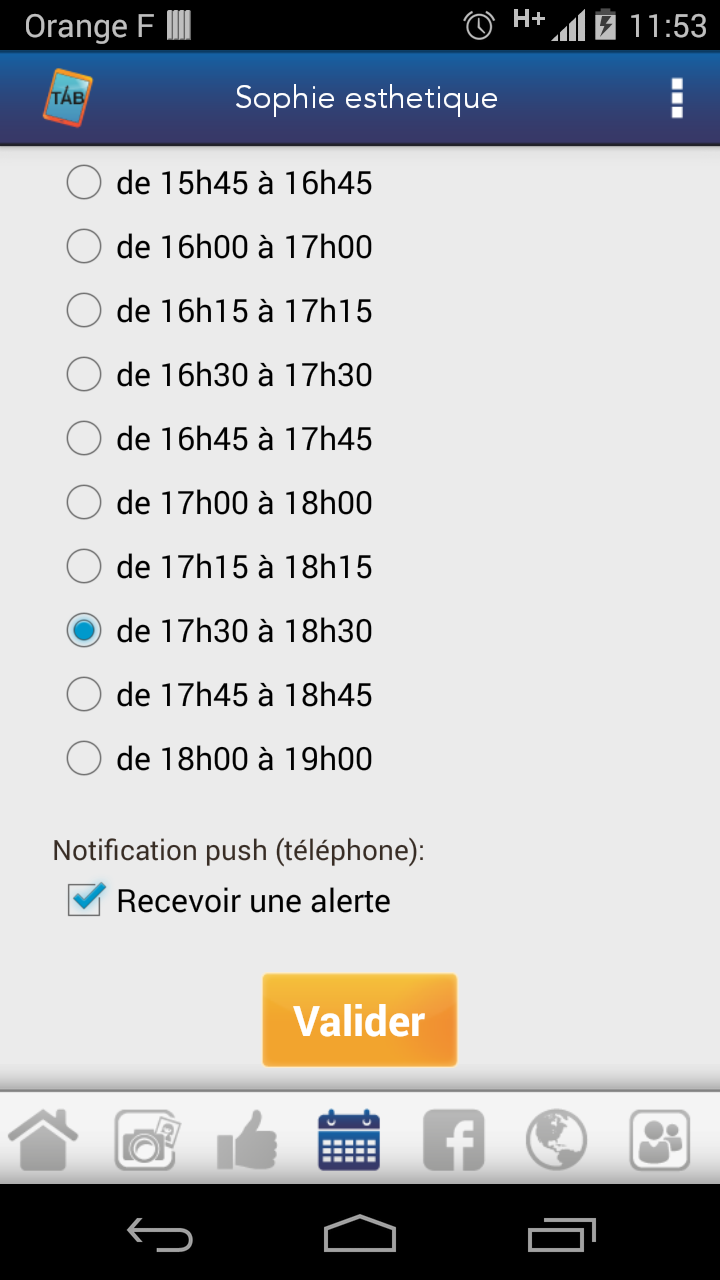 Orange F
H+
11:53
TAB
Sophie esthetique
de 15h45 à 16h45
de 16h00 à 17h00
de 16h15 à 17h15
de 16h30 à 17h30
de 16h45 à 17h45
de 17h00 à 18h00
de 17h15 à 18h15
de 17h30 à 18h30
de 17h45 à 18h45
de 18h00 à 19h00
Notification push (téléphone):
Recevoir une alerte
Valider